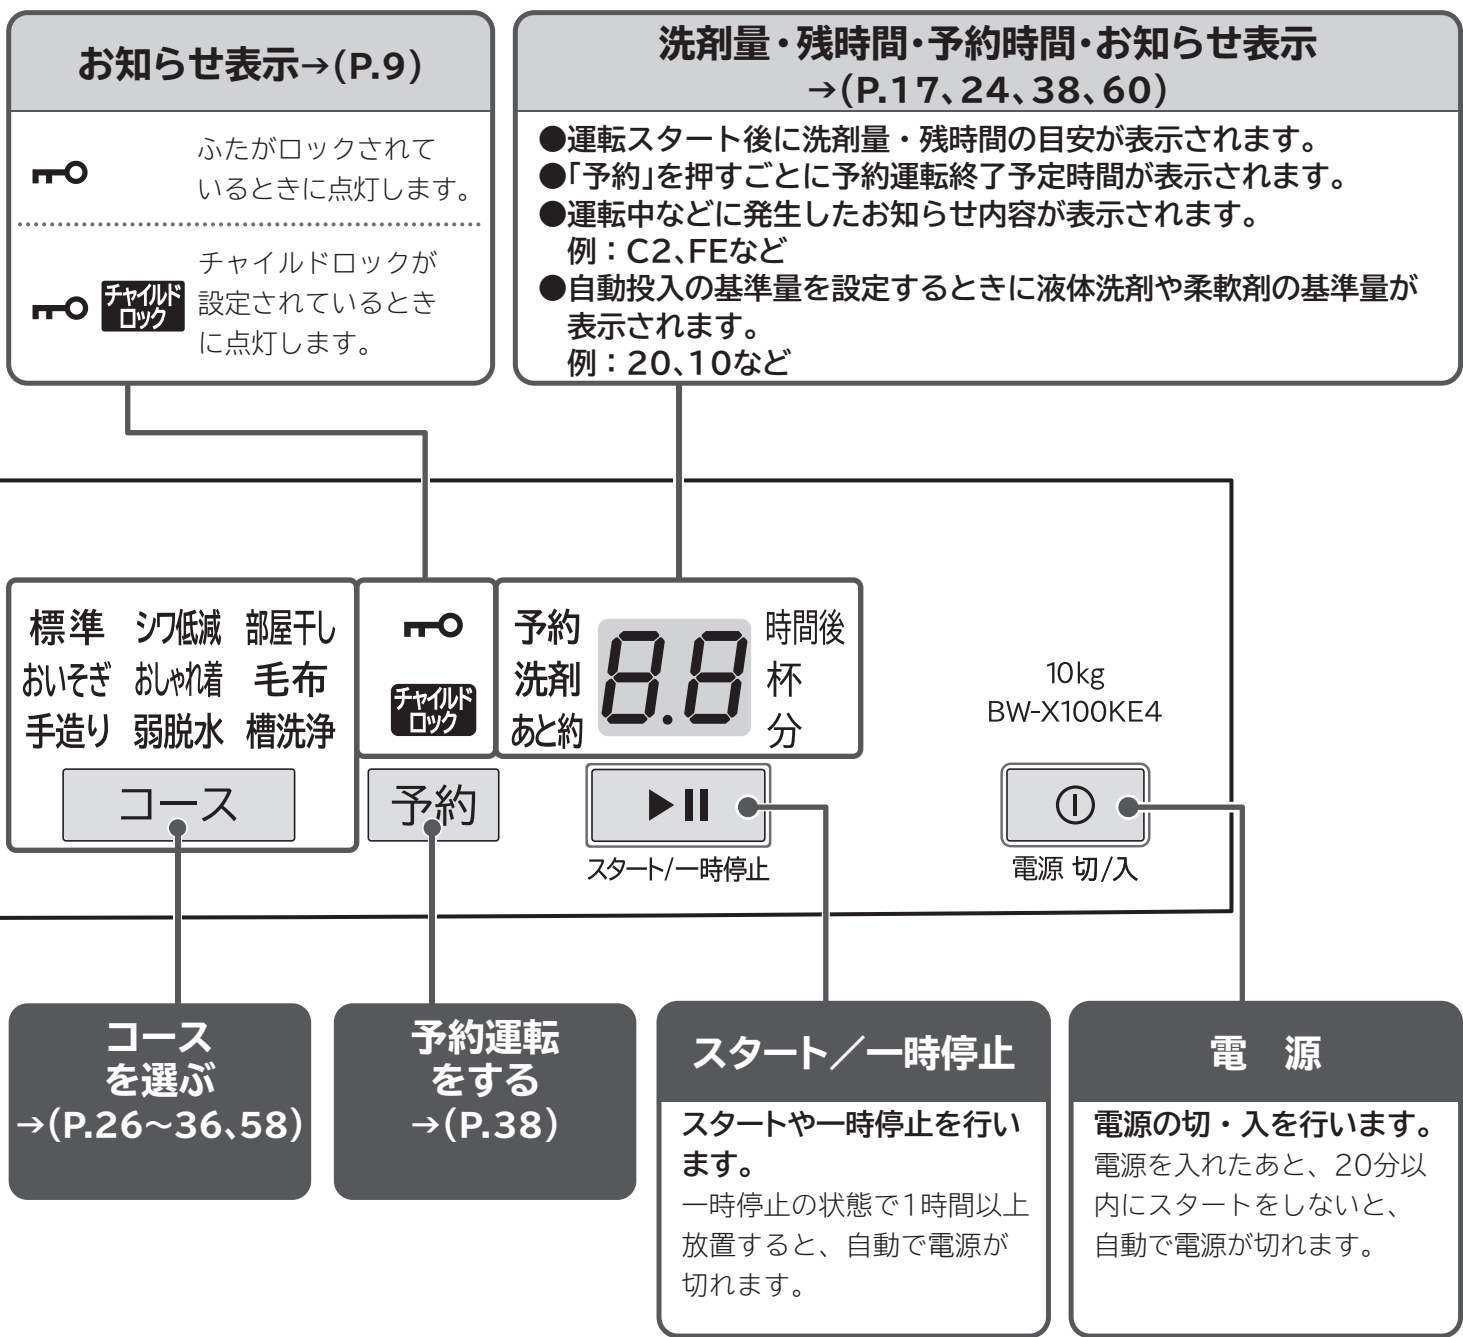 お知らせ表示→(P.9)
ふたがロックされて
いるときに点灯します。
チャイルド
ロック
チャイルドロックが
設定されているとき
に点灯します。
洗剤量・残時間・予約時間・お知らせ表示
→(P.17、24、38、60)
●運転スタート後に洗剤量・残時間の目安が表示されます。
●「予約」を押すごとに予約運転終了予定時間が表示されます。
●運転中などに発生したお知らせ内容が表示されます。
例：C2、FEなど
●自動投入の基準量を設定するときに液体洗剤や柔軟剤の基準量が
表示されます。
例：20、10など
標準 シワ低減 部屋干し
おいそぎ おしゃれ着 毛布
手造り 弱脱水 槽洗浄
コース
チャイルド
ロック
予約
予約 時間後
洗剤 8.8 杯
あと約 分
スタート/一時停止
10kg
BW-X100KE4
電源 切/入
コース
を選ぶ
→(P.26～36、58)
予約運転
をする
→(P.38)
スタート／一時停止
スタートや一時停止を行い
ます。
一時停止の状態で1時間以上
放置すると、自動で電源が
切れます。
電 源
電源の切・入を行います。
電源を入れたあと、20分以
内にスタートをしないと、
自動で電源が切れます。